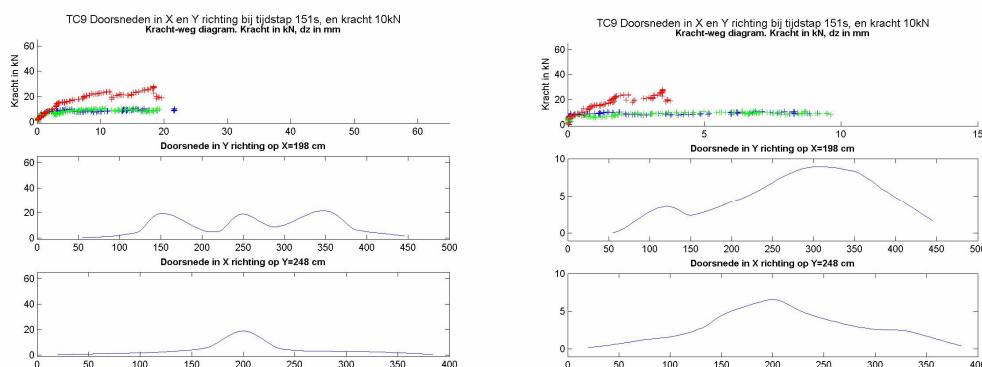 TC9 Doorsneden in X en Y richting bij tijdstap 151s, en kracht 10kN
Kracht-weg diagram. Kracht in kN, dz in mm
Kracht in kN
60
40
20
0
0 10 20 30 40 50 60
Doorsnede in Y richting op X=198 cm
60
40
20
0
0 50 100 150 200 250 300 350 400 450 500
Doorsnede in X richting op Y=248 cm
60
40
20
0
0 50 100 150 200 250 300 350 400
TC9 Doorsneden in X en Y richting bij tijdstap 151s, en kracht 10kN
Kracht-weg diagram. Kracht in kN, dz in mm
Kracht in kN
60
40
20
0
0 5 10 15
Doorsnede in Y richting op X=198 cm
10
5
0
0 50 100 150 200 250 300 350 400 450 500
Doorsnede in X richting op Y=248 cm
10
5
0
0 50 100 150 200 250 300 350 400